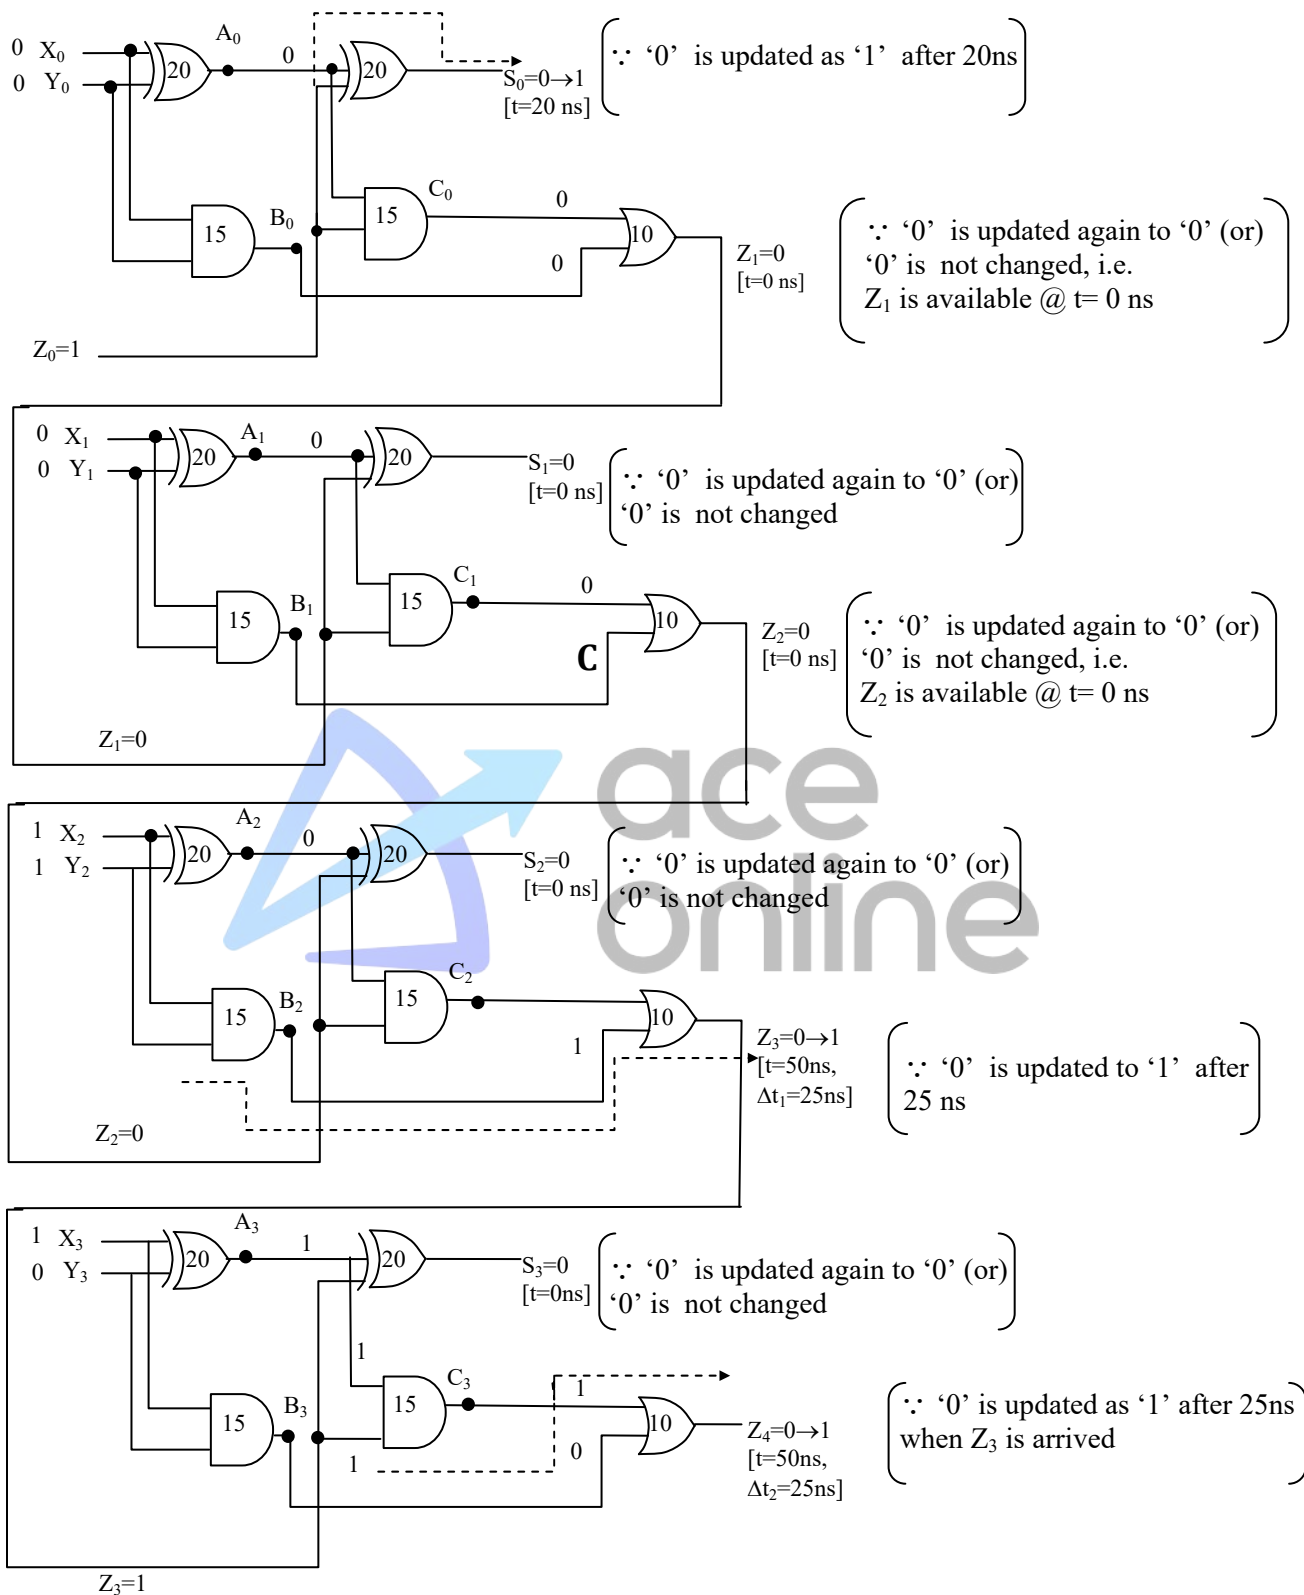 0 X₀
0 Y₀
20
A₀
0
20
S₀=0→1
[t=20 ns]
∵ ‘0’ is updated as ‘1’ after 20ns
15
B₀
15
C₀
0
0
10
Z₁=0
[t=0 ns]
∵ ‘0’ is updated again to ‘0’ (or)
‘0’ is not changed, i.e.
Z₁ is available @ t= 0 ns
Z₀=1
0 X₁
0 Y₁
20
A₁
0
20
S₁=0
[t=0 ns]
∵ ‘0’ is updated again to ‘0’ (or)
‘0’ is not changed
15
B₁
15
C₁
0
C
10
Z₂=0
[t=0 ns]
∵ ‘0’ is updated again to ‘0’ (or)
‘0’ is not changed, i.e.
Z₂ is available @ t= 0 ns
Z₁=0
ace
online
1 X₂
1 Y₂
20
A₂
0
20
S₂=0
[t=0 ns]
∵ ‘0’ is updated again to ‘0’ (or)
‘0’ is not changed
15
B₂
15
C₂
1
10
Z₃=0→1
[t=50ns,
Δt₁=25ns]
∵ ‘0’ is updated to ‘1’ after
25 ns
Z₂=0
1 X₃
0 Y₃
20
A₃
1
20
S₃=0
[t=0ns]
∵ ‘0’ is updated again to ‘0’ (or)
‘0’ is not changed
1
15
B₃
15
C₃
1
1
0
10
Z₄=0→1
[t=50ns,
Δt₂=25ns]
∵ ‘0’ is updated as ‘1’ after 25ns
when Z₃ is arrived
Z₃=1